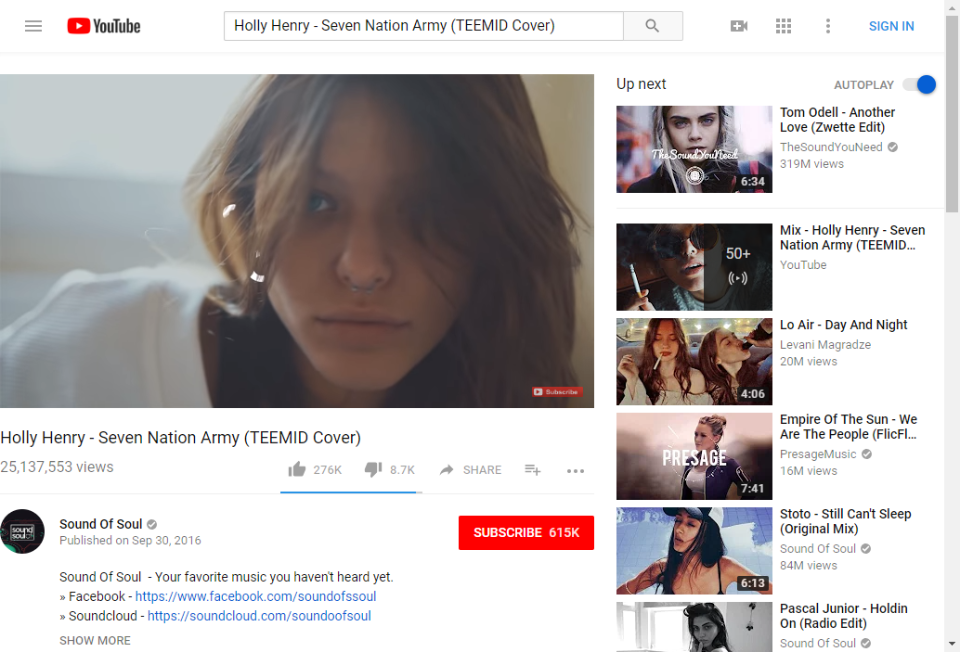 YouTube
Holly Henry - Seven Nation Army (TEEMID Cover)
SIGN IN
Subscribe
Holly Henry - Seven Nation Army (TEEMID Cover)
25,137,553 views
276K
8.7K
SHARE
sound of soul
Sound Of Soul
Published on Sep 30, 2016
SUBSCRIBE 615K
Sound Of Soul - Your favorite music you haven't heard yet.
» Facebook - https://www.facebook.com/soundofssoul
» Soundcloud - https://soundcloud.com/soundoofsoul
SHOW MORE
Up next
AUTOPLAY
TheSoundYouNeed
6:34
Tom Odell - Another
Love (Zwette Edit)
TheSoundYouNeed
319M views
50+
Mix - Holly Henry - Seven
Nation Army (TEEMID...
YouTube
4:06
Lo Air - Day And Night
Levani Magradze
20M views
PRESAGE
7:41
Empire Of The Sun - We
Are The People (FlicFl...
PresageMusic
16M views
6:13
Stoto - Still Can't Sleep
(Original Mix)
Sound Of Soul
84M views
Pascal Junior - Holdin
On (Radio Edit)
Sound Of Soul